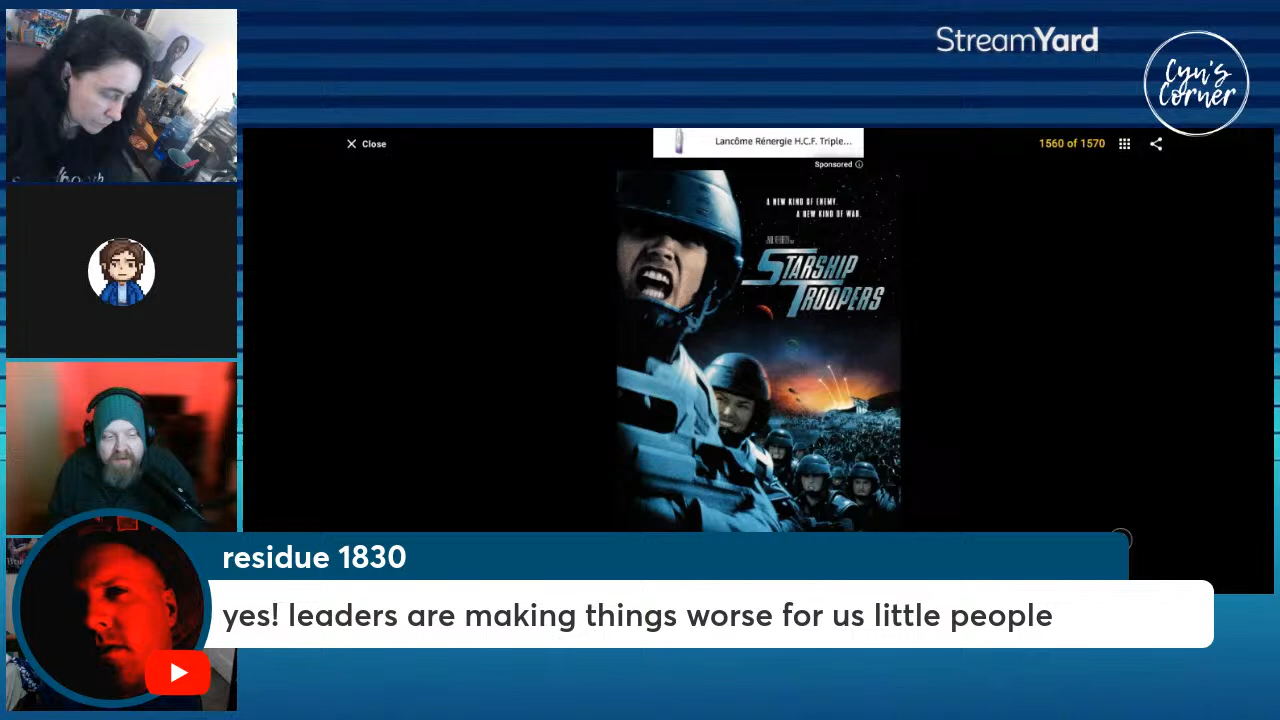 StreamYard
Cyn's
Corner
Close
Lancôme Rénergie H.C.F. Triple...
Sponsored
1560 of 1570
A NEW KIND OF ENEMY.
A NEW KIND OF WAR.
STARSHIP
TROOPERS
residue 1830
yes! leaders are making things worse for us little people